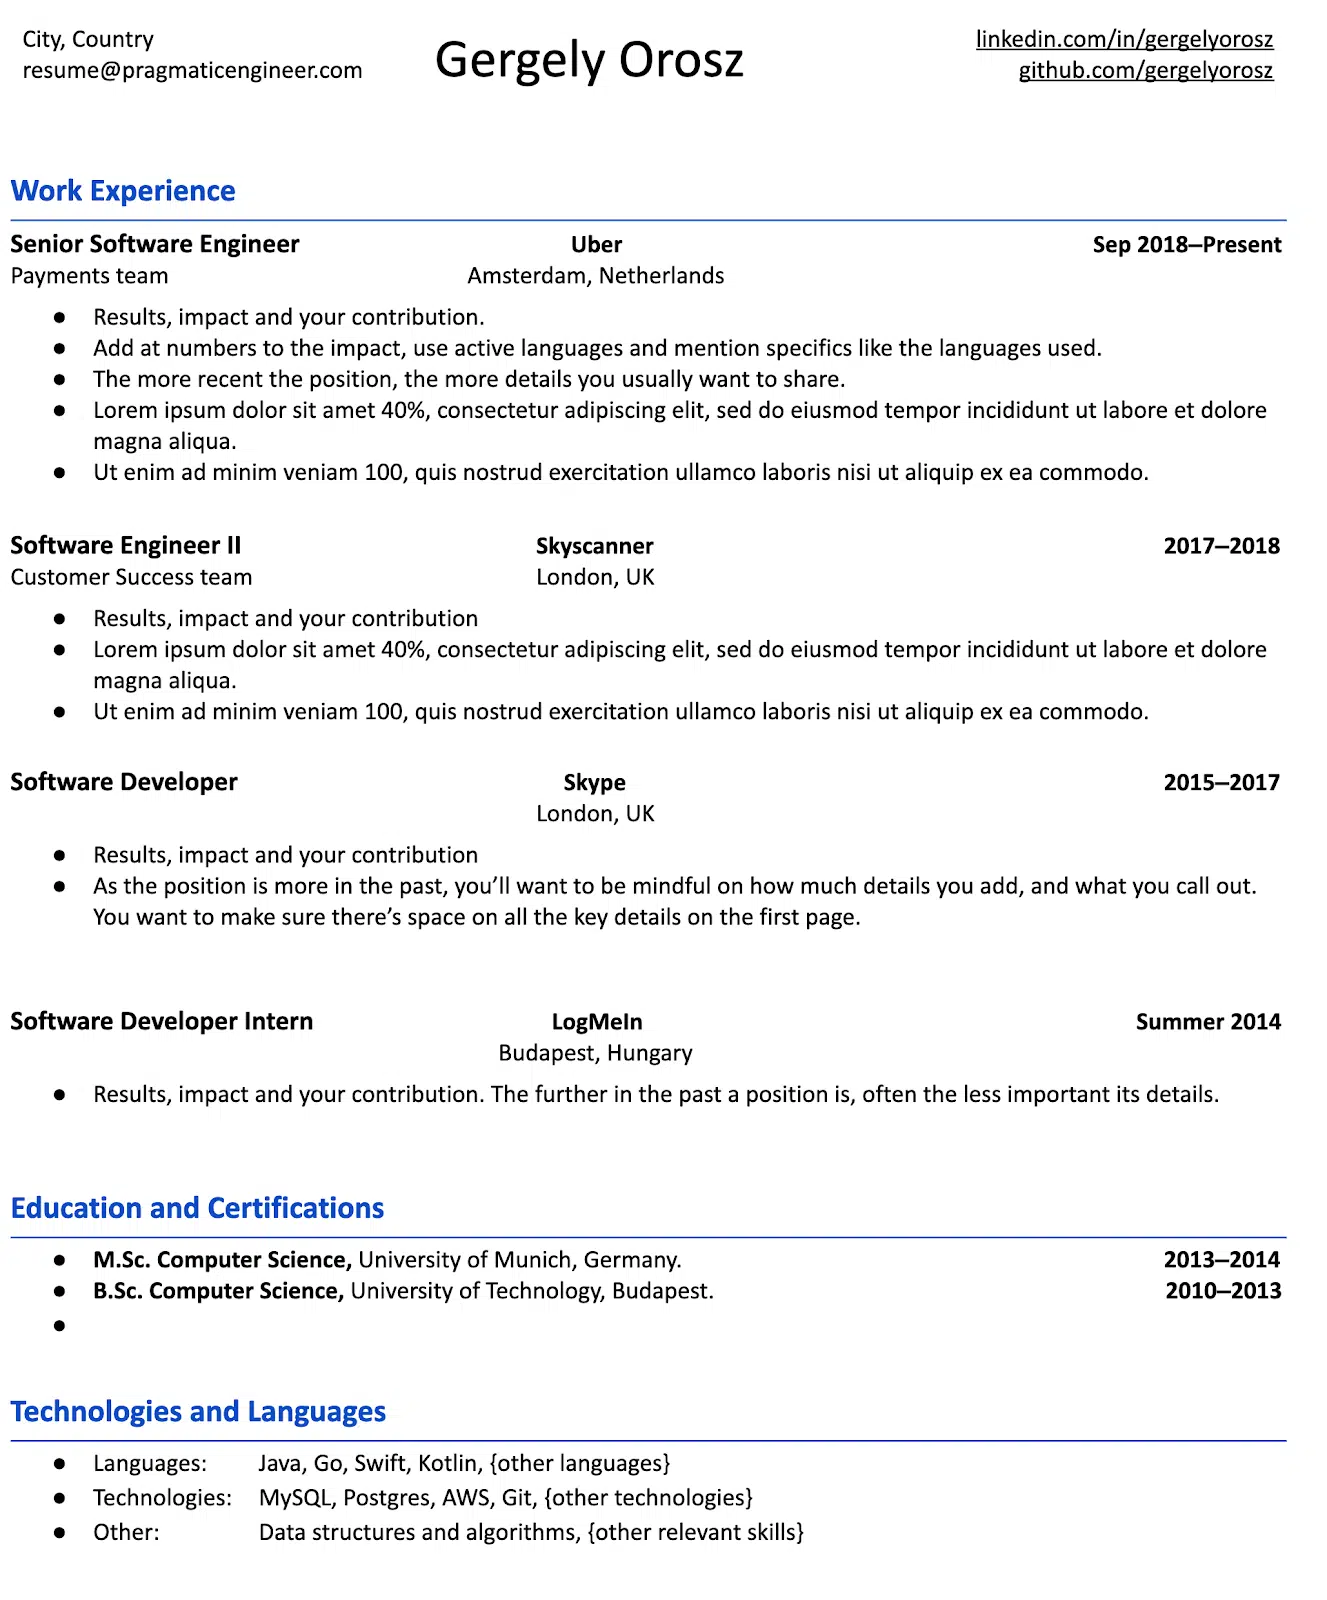 City, Country
resume@pragmaticengineer.com
Gergely Orosz
linkedin.com/in/gergelyorosz
github.com/gergelyorosz
Work Experience
Senior Software Engineer Uber Sep 2018–Present
Payments team Amsterdam, Netherlands
● Results, impact and your contribution.
● Add at numbers to the impact, use active languages and mention specifics like the languages used.
● The more recent the position, the more details you usually want to share.
● Lorem ipsum dolor sit amet 40%, consectetur adipiscing elit, sed do eiusmod tempor incididunt ut labore et dolore
magna aliqua.
● Ut enim ad minim veniam 100, quis nostrud exercitation ullamco laboris nisi ut aliquip ex ea commodo.
Software Engineer II Skyscanner 2017–2018
Customer Success team London, UK
● Results, impact and your contribution
● Lorem ipsum dolor sit amet 40%, consectetur adipiscing elit, sed do eiusmod tempor incididunt ut labore et dolore
magna aliqua.
● Ut enim ad minim veniam 100, quis nostrud exercitation ullamco laboris nisi ut aliquip ex ea commodo.
Software Developer Skype 2015–2017
London, UK
● Results, impact and your contribution
● As the position is more in the past, you’ll want to be mindful on how much details you add, and what you call out.
You want to make sure there’s space on all the key details on the first page.
Software Developer Intern LogMeIn Summer 2014
Budapest, Hungary
● Results, impact and your contribution. The further in the past a position is, often the less important its details.
Education and Certifications
● M.Sc. Computer Science, University of Munich, Germany. 2013–2014
● B.Sc. Computer Science, University of Technology, Budapest. 2010–2013
●
Technologies and Languages
● Languages: Java, Go, Swift, Kotlin, {other languages}
● Technologies: MySQL, Postgres, AWS, Git, {other technologies}
● Other: Data structures and algorithms, {other relevant skills}